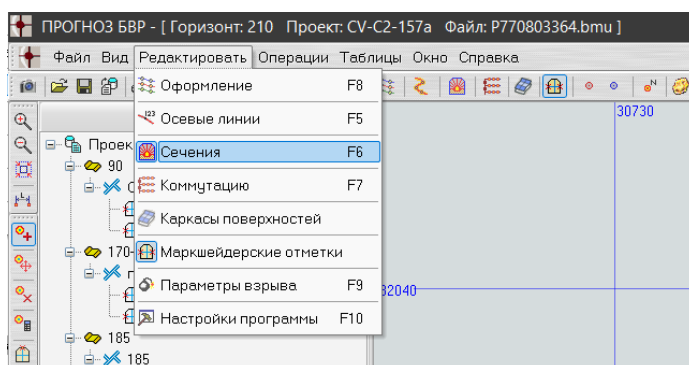 ПРОГНОЗ БВР - [ Горизонт: 210 Проект: CV-C2-157a Файл: P770803364.bmu ]
Файл Вид Редактировать Операции Таблицы Окно Справка
Оформление F8
Осевые линии F5
Сечения F6
Коммутацию F7
Каркасы поверхностей
Маркшейдерские отметки
Параметры взрыва F9
Настройки программы F10
30730
Проек
90
170-
185
185
32040